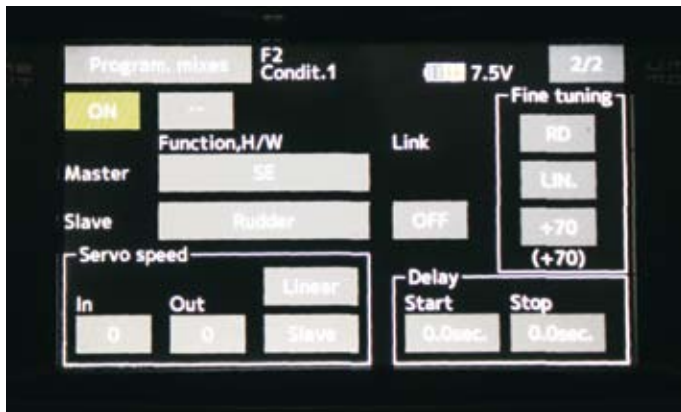 Program. mixes F2 Condit.1 7.5V 2/2
Fine tuning
ON --
RD
Function,H/W Link
LIN.
Master SE
Slave Rudder OFF
+70
(+70)
Servo speed
Linear
In Out
0 0 Slave
Delay
Start Stop
0.0sec. 0.0sec.